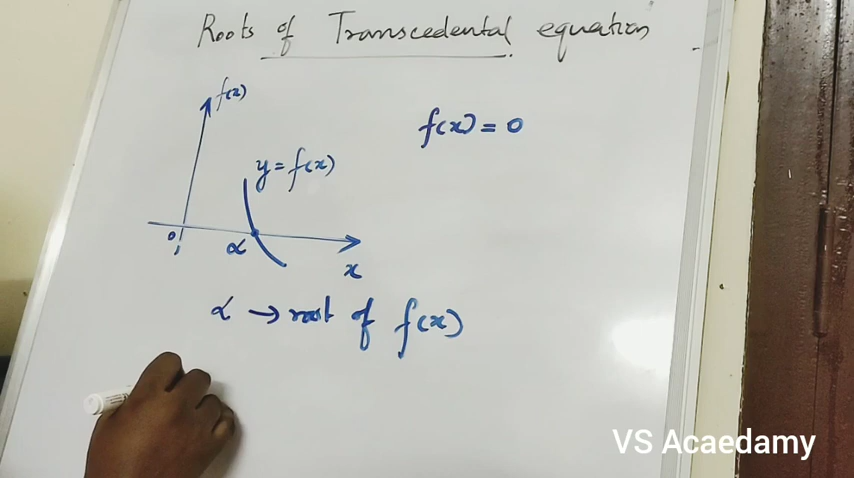 Roots of Transcedental equation
f(x)
f(x) = 0
y = f(x)
0
α
x
α → root of f(x)
VS Acaedamy